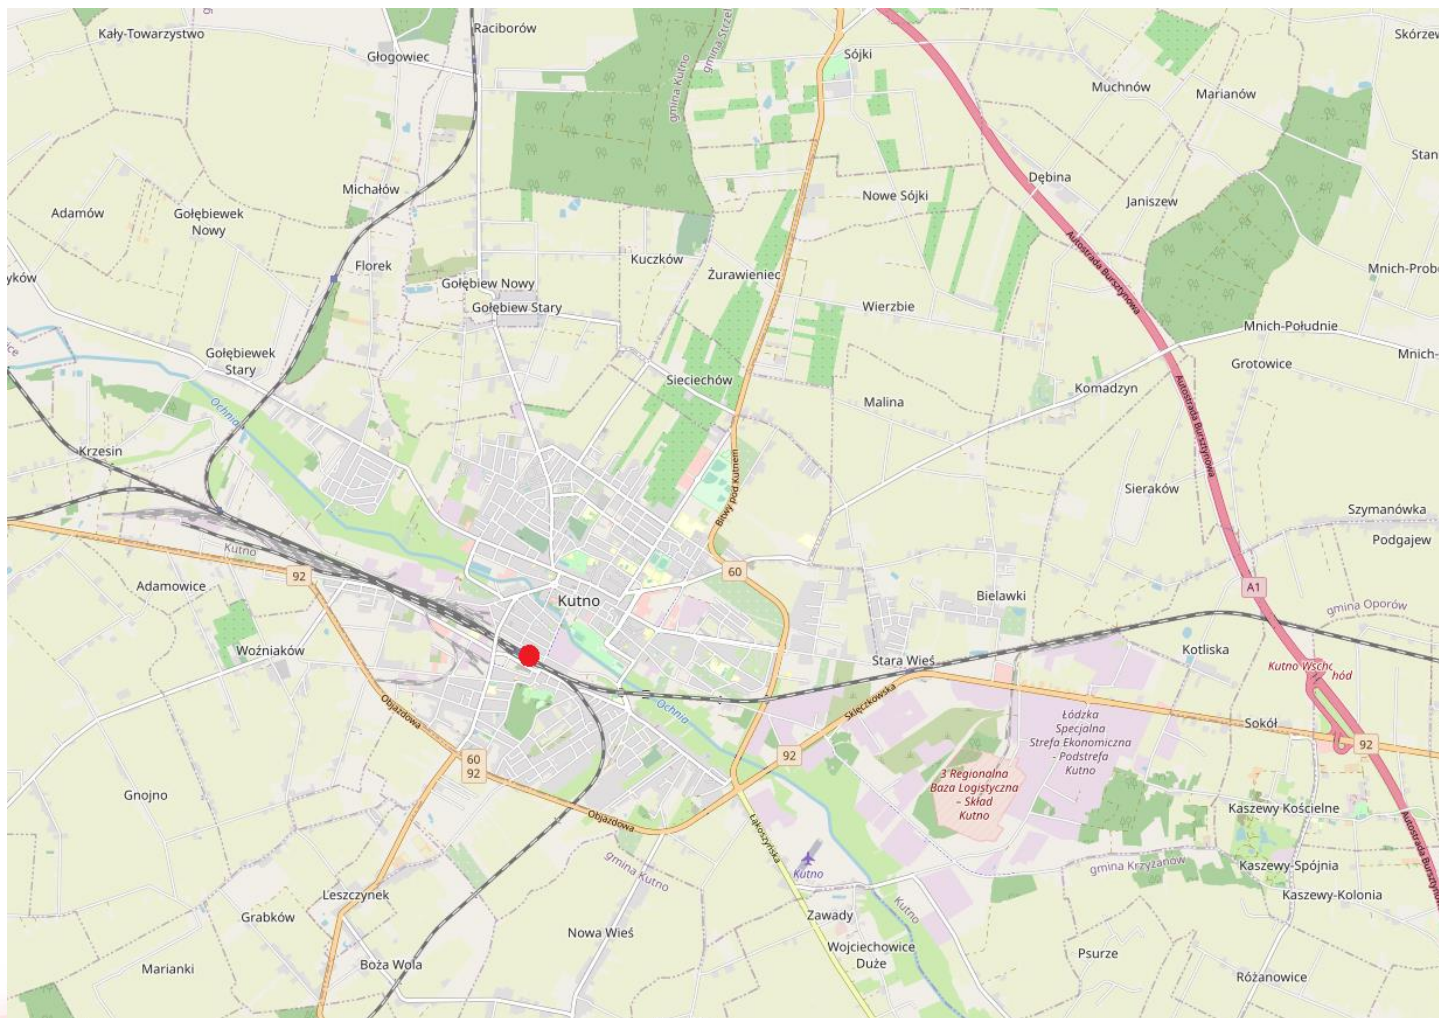 Kały-Towarzystwo
Raciborów
Głogowiec
Sójki
Skórzew
gmina Kutno
gmina Strzel
Muchnów
Marianów
Stan
Michałów
Dębina
Adamów
Gołębiewek
Nowy
Nowe Sójki
Janiszew
Autostrada Bursztynowa
Florek
Kuczków
Żurawieniec
Mnich-Prob
yków
Gołębiew Nowy
Gołębiew Stary
Wierzbie
Mnich-Południe
Gołębiewek
Stary
Sieciechów
Mnich-
Grotowice
Komadzyn
Malina
Autostrada Bursztynowa
Ochnia
Krzesin
Bitwy pod Kutnem
Sieraków
Szymanówka
Podgajew
Kutno
92
Adamowice
60
A1
Kutno
Bielawki
gmina Oporów
Woźniaków
Stara Wieś
Kotliska
Kutno Wschód
Objazdowa
Ochnia
Sklęczkowska
Łódzka
Specjalna
Strefa Ekonomiczna
- Podstrefa
Kutno
Sokół
92
60
92
92
3 Regionalna
Baza Logistyczna
– Skład
Kutno
Gnojno
Objazdowa
Łąkoszyńska
Kaszewy Kościelne
Autostrada Bursztynowa
gmina Kutno
Kutno
gmina Krzyżanów
Kaszewy-Spójnia
Leszczynek
Kaszewy-Kolonia
Grabków
Kutno
Zawady
Nowa Wieś
Wojciechowice
Duże
Psurze
Marianki
Boża Wola
Różanowice